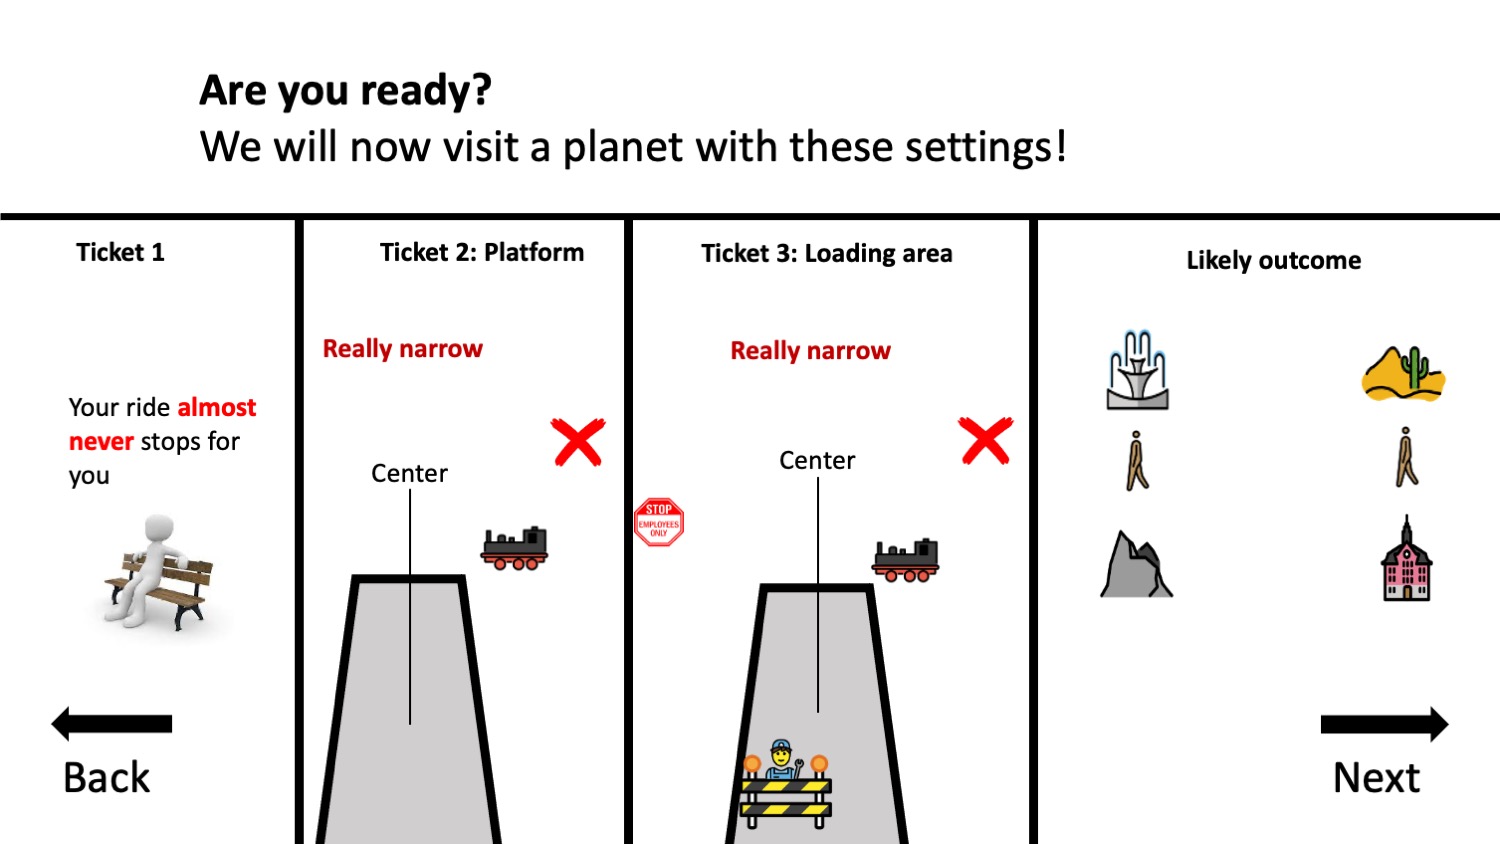 Are you ready?
We will now visit a planet with these settings!
Ticket 1
Your ride almost
never stops for
you
Back
Ticket 2: Platform
Really narrow
Center
Ticket 3: Loading area
Really narrow
Center
STOP
EMPLOYEES
ONLY
Likely outcome
Next